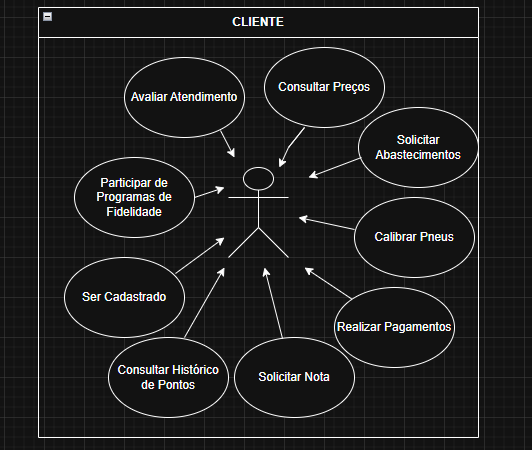 CLIENTE
Avaliar Atendimento
Consultar Preços
Solicitar
Abastecimentos
Participar de
Programas de
Fidelidade
Calibrar Pneus
Ser Cadastrado
Realizar Pagamentos
Consultar Histórico
de Pontos
Solicitar Nota